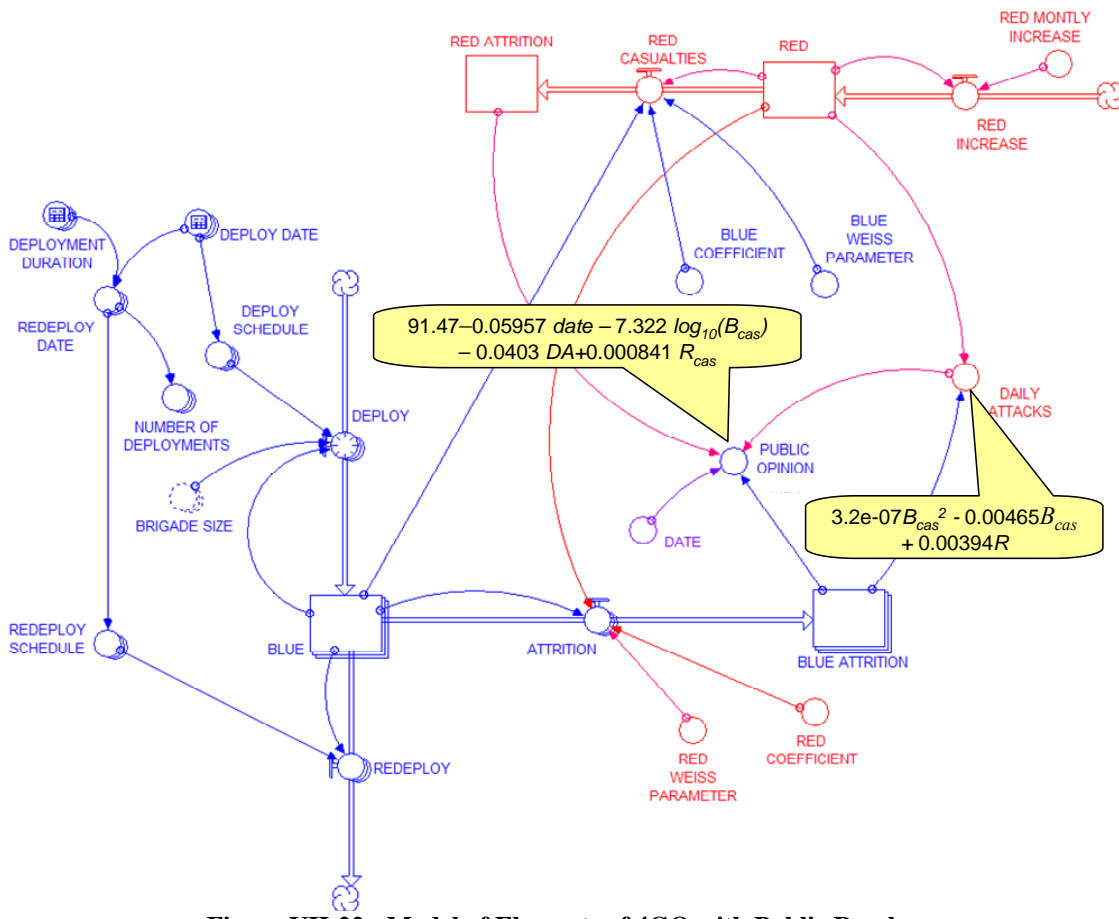 RED MONTLY
INCREASE
RED ATTRITION
RED
CASUALTIES
RED
RED
INCREASE
DEPLOYMENT
DURATION
DEPLOY DATE
BLUE
COEFFICIENT
BLUE
WEISS
PARAMETER
REDEPLOY
DATE
DEPLOY
SCHEDULE
91.47–0.05957 date – 7.322 log10(Bcas)
– 0.0403 DA+0.000841 Rcas
NUMBER OF
DEPLOYMENTS
DEPLOY
DAILY
ATTACKS
PUBLIC
OPINION
BRIGADE SIZE
DATE
3.2e-07Bcas2 - 0.00465Bcas
+ 0.00394R
REDEPLOY
SCHEDULE
BLUE
ATTRITION
BLUE ATTRITION
REDEPLOY
RED
WEISS
PARAMETER
RED
COEFFICIENT